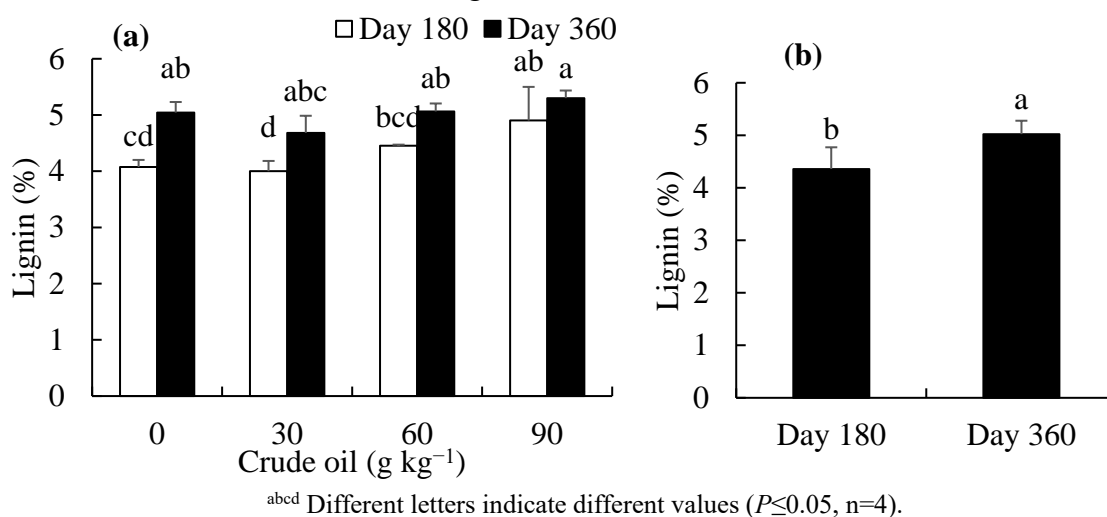 (a)
Day 180 Day 360
Lignin (%)
6
5
4
3
2
1
0
cd ab
d abc
bcd ab
ab a
0 30 60 90
Crude oil (g kg⁻¹)
(b)
Lignin (%)
6
5
4
3
2
1
0
b a
Day 180 Day 360
ᵃᵇᶜᵈ Different letters indicate different values (P≤0.05, n=4).